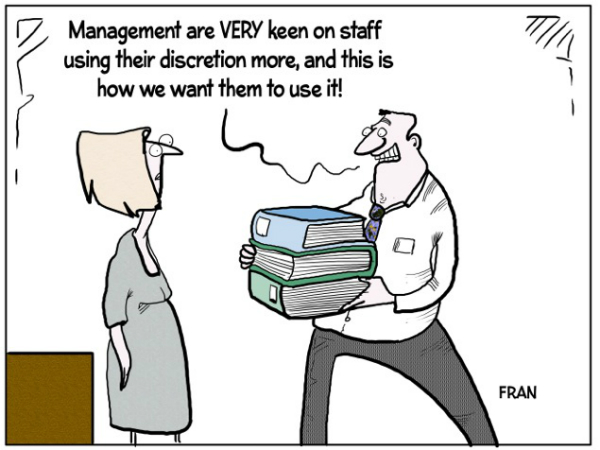 Management are VERY keen on staff
using their discretion more, and this is
how we want them to use it!
FRAN